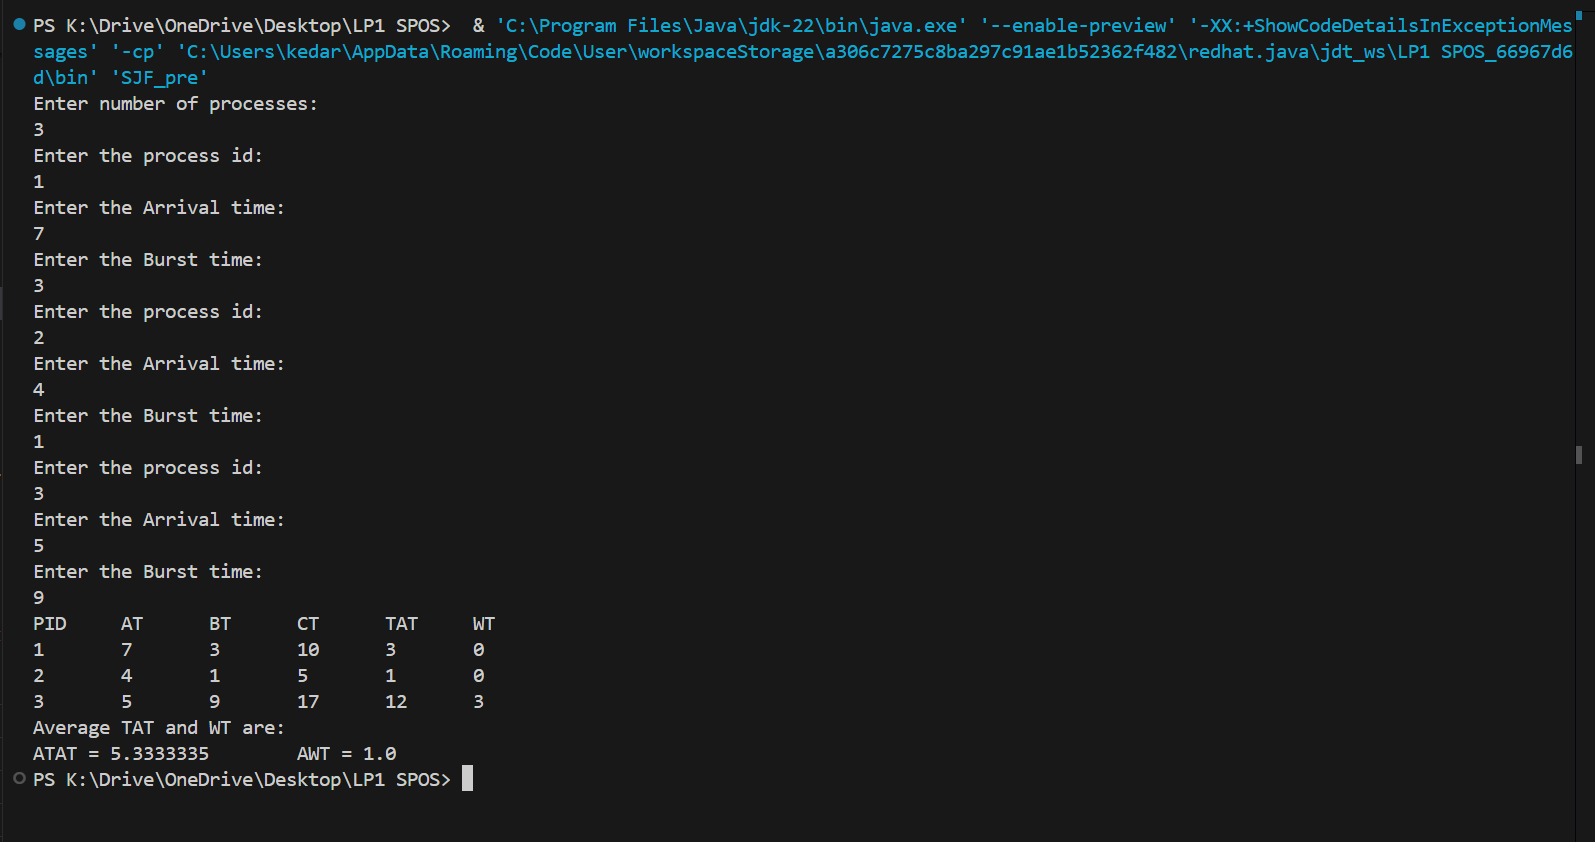 PS K:\Drive\OneDrive\Desktop\LP1 SPOS>  & 'C:\Program Files\Java\jdk-22\bin\java.exe' '--enable-preview' '-XX:+ShowCodeDetailsInExceptionMes
sages' '-cp' 'C:\Users\kedar\AppData\Roaming\Code\User\workspaceStorage\a306c7275c8ba297c91ae1b52362f482\redhat.java\jdt_ws\LP1 SPOS_66967d6
d\bin' 'SJF_pre'
Enter number of processes:
3
Enter the process id:
1
Enter the Arrival time:
7
Enter the Burst time:
3
Enter the process id:
2
Enter the Arrival time:
4
Enter the Burst time:
1
Enter the process id:
3
Enter the Arrival time:
5
Enter the Burst time:
9
PID     AT      BT      CT      TAT     WT
1       7       3       10      3       0
2       4       1       5       1       0
3       5       9       17      12      3
Average TAT and WT are:
ATAT = 5.3333335        AWT = 1.0
PS K:\Drive\OneDrive\Desktop\LP1 SPOS>